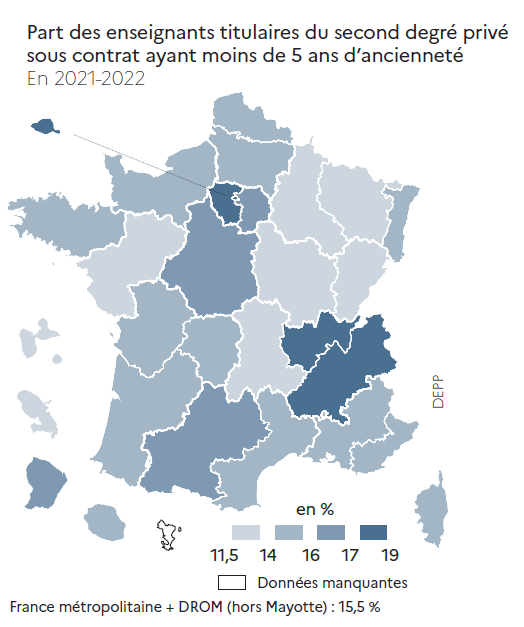 Part des enseignants titulaires du second degré privé
sous contrat ayant moins de 5 ans d’ancienneté
En 2021-2022
DEPP
en %
11,5 14 16 17 19
Données manquantes
France métropolitaine + DROM (hors Mayotte) : 15,5 %